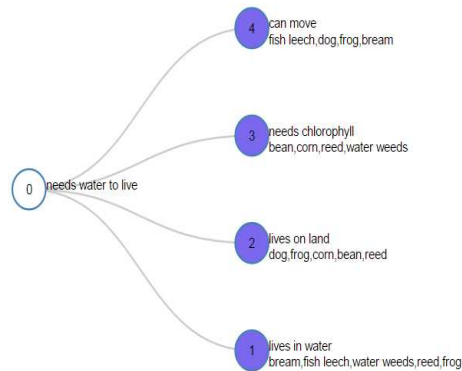 4
can move
fish leech,dog,frog,bream
3
needs chlorophyll
bean,corn,reed,water weeds
0
needs water to live
2
lives on land
dog,frog,corn,bean,reed
1
lives in water
bream,fish leech,water weeds,reed,frog